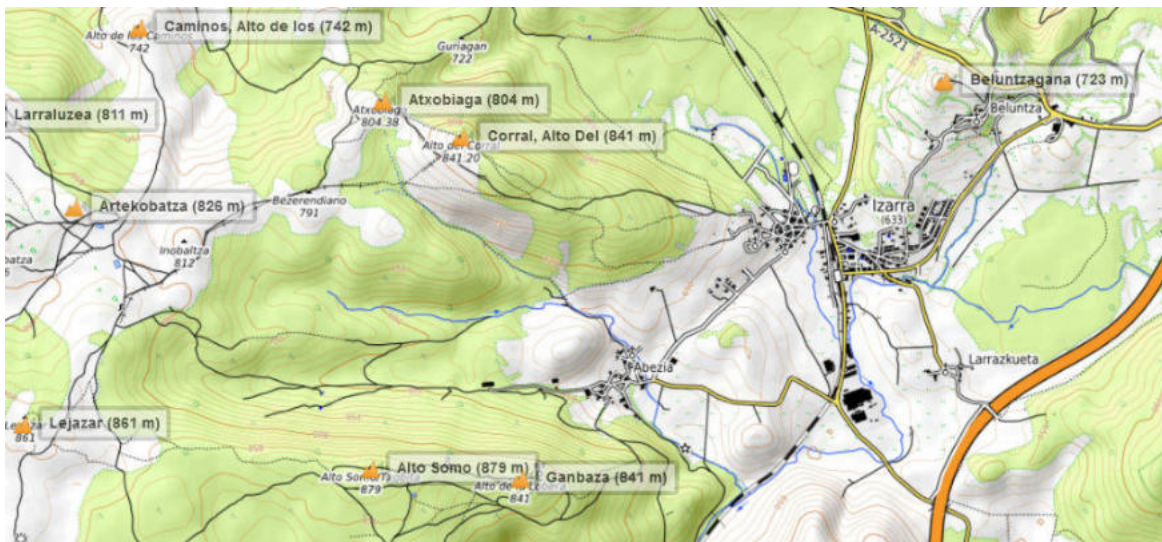 Caminos, Alto de los (742 m)
Alto de los Caminos
742
Guriagan
722
A-2521
Beluntzagana (723 m)
Beluntza
Larraluzea (811 m)
Atxobiaga (804 m)
804.38
Corral, Alto Del (841 m)
Alto del Corral
841.20
Artekobatza (826 m)
Bezerendiano
791
Izarra
(633)
Inobaltza
812
Larrazkueta
Abezia
Lejazar (861 m)
861
Alto Somo (879 m)
879
Ganbaza (841 m)
841